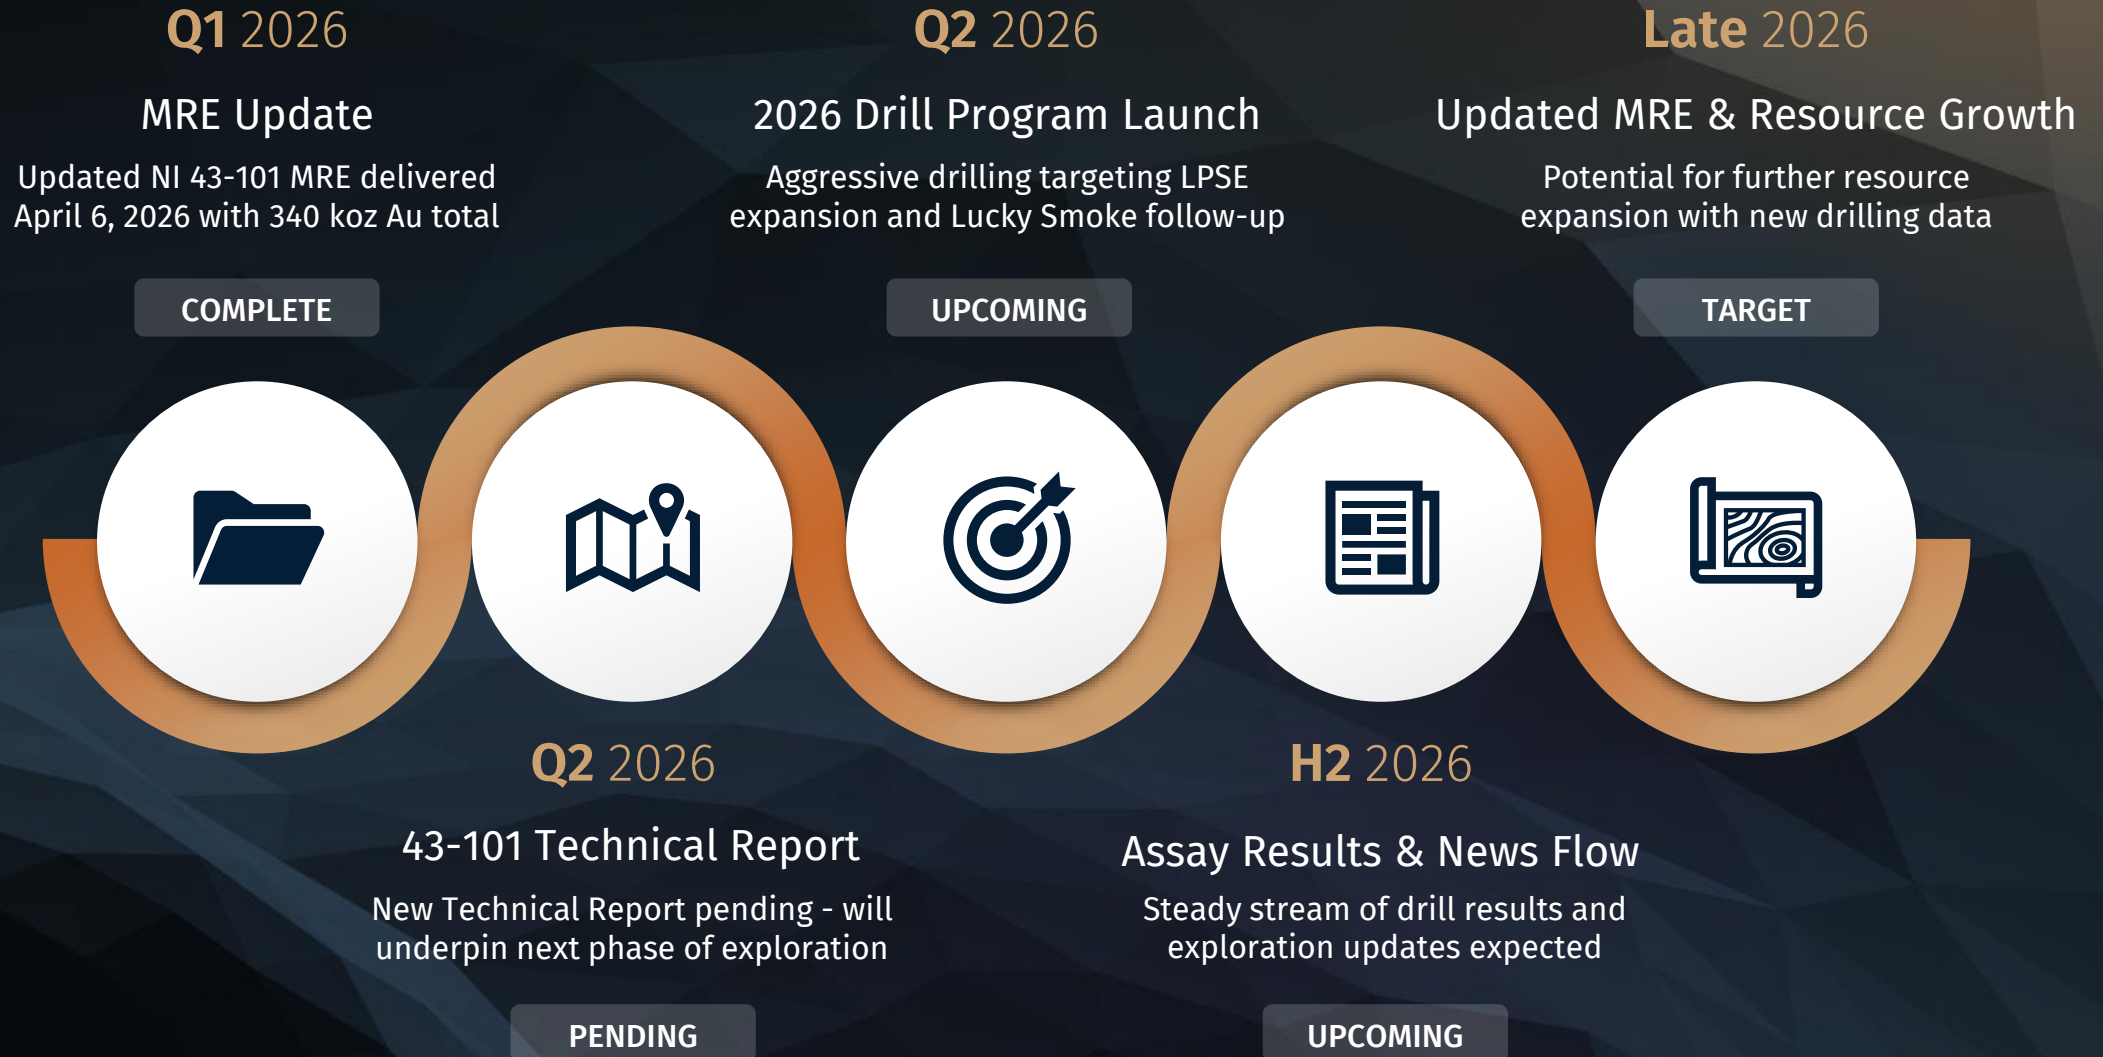 Q1 2026
MRE Update
Updated NI 43-101 MRE delivered
April 6, 2026 with 340 koz Au total
COMPLETE
Q2 2026
43-101 Technical Report
New Technical Report pending - will
underpin next phase of exploration
PENDING
Q2 2026
2026 Drill Program Launch
Aggressive drilling targeting LPSE
expansion and Lucky Smoke follow-up
UPCOMING
H2 2026
Assay Results & News Flow
Steady stream of drill results and
exploration updates expected
UPCOMING
Late 2026
Updated MRE & Resource Growth
Potential for further resource
expansion with new drilling data
TARGET